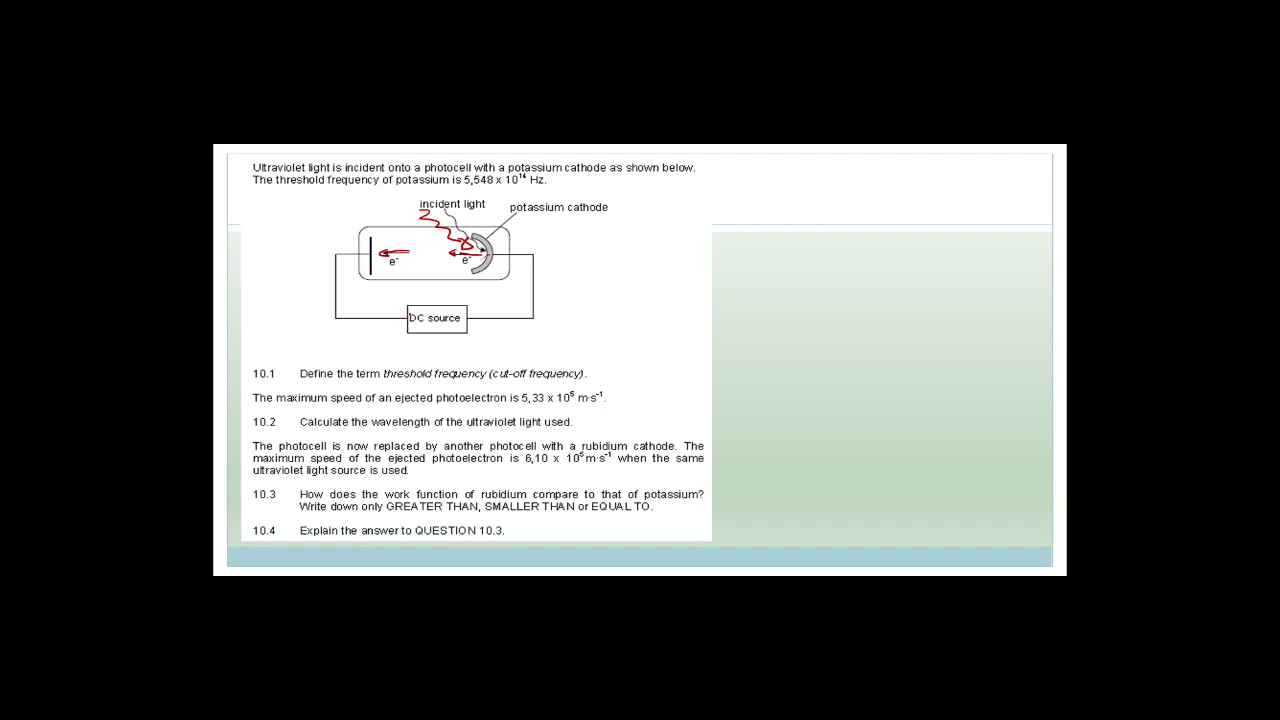 Ultraviolet light is incident onto a photocell with a potassium cathode as shown below.
The threshold frequency of potassium is 5,548 x 10¹⁴ Hz.
incident light
potassium cathode
e⁻
e⁻
DC source
10.1 Define the term threshold frequency (cut-off frequency).
The maximum speed of an ejected photoelectron is 5,33 x 10⁵ m·s⁻¹.
10.2 Calculate the wavelength of the ultraviolet light used.
The photocell is now replaced by another photocell with a rubidium cathode. The
maximum speed of the ejected photoelectron is 6,10 x 10⁵ m·s⁻¹ when the same
ultraviolet light source is used.
10.3 How does the work function of rubidium compare to that of potassium?
Write down only GREATER THAN, SMALLER THAN or EQUAL TO.
10.4 Explain the answer to QUESTION 10.3.